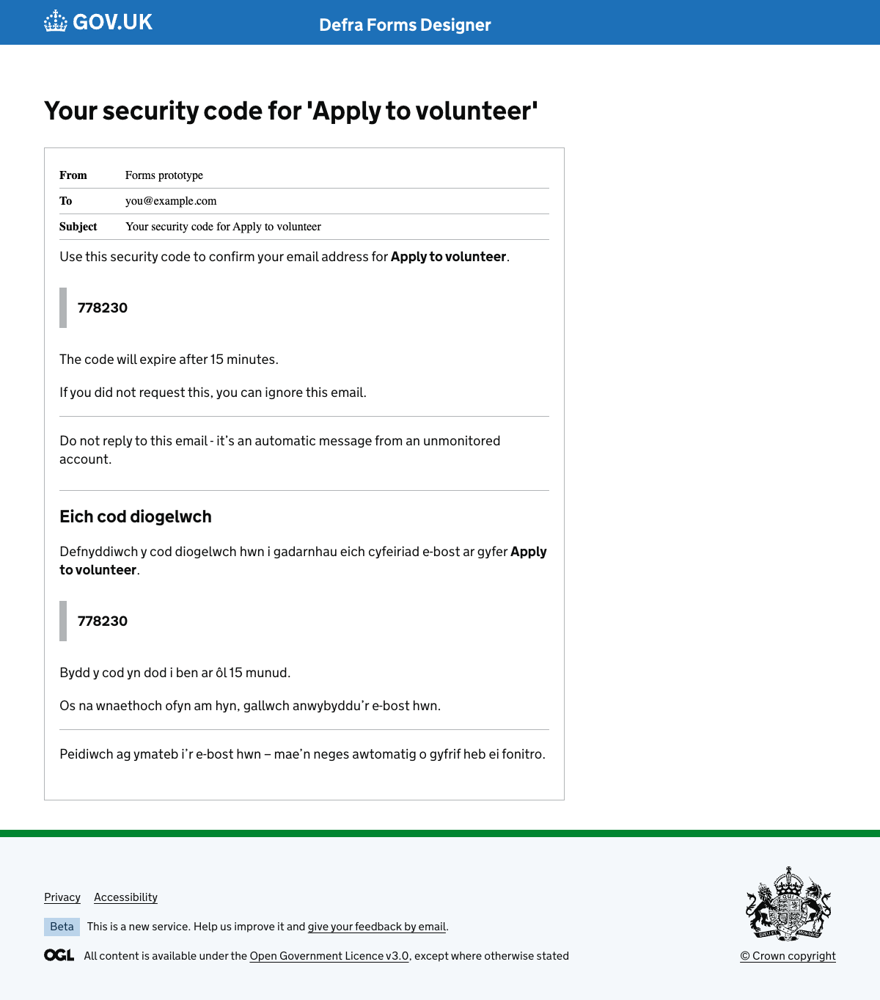 GOV.UK
Defra Forms Designer
Your security code for 'Apply to volunteer'
From Forms prototype
To you@example.com
Subject Your security code for Apply to volunteer
Use this security code to confirm your email address for Apply to volunteer.
778230
The code will expire after 15 minutes.
If you did not request this, you can ignore this email.
Do not reply to this email - it’s an automatic message from an unmonitored
account.
Eich cod diogelwch
Defnyddiwch y cod diogelwch hwn i gadarnhau eich cyfeiriad e-bost ar gyfer Apply
to volunteer.
778230
Bydd y cod yn dod i ben ar ôl 15 munud.
Os na wnaethoch ofyn am hyn, gallwch anwybyddu’r e-bost hwn.
Peidiwch ag ymateb i’r e-bost hwn – mae’n neges awtomatig o gyfrif heb ei fonitro.
Privacy Accessibility
Beta This is a new service. Help us improve it and give your feedback by email.
OGL All content is available under the Open Government Licence v3.0, except where otherwise stated
© Crown copyright